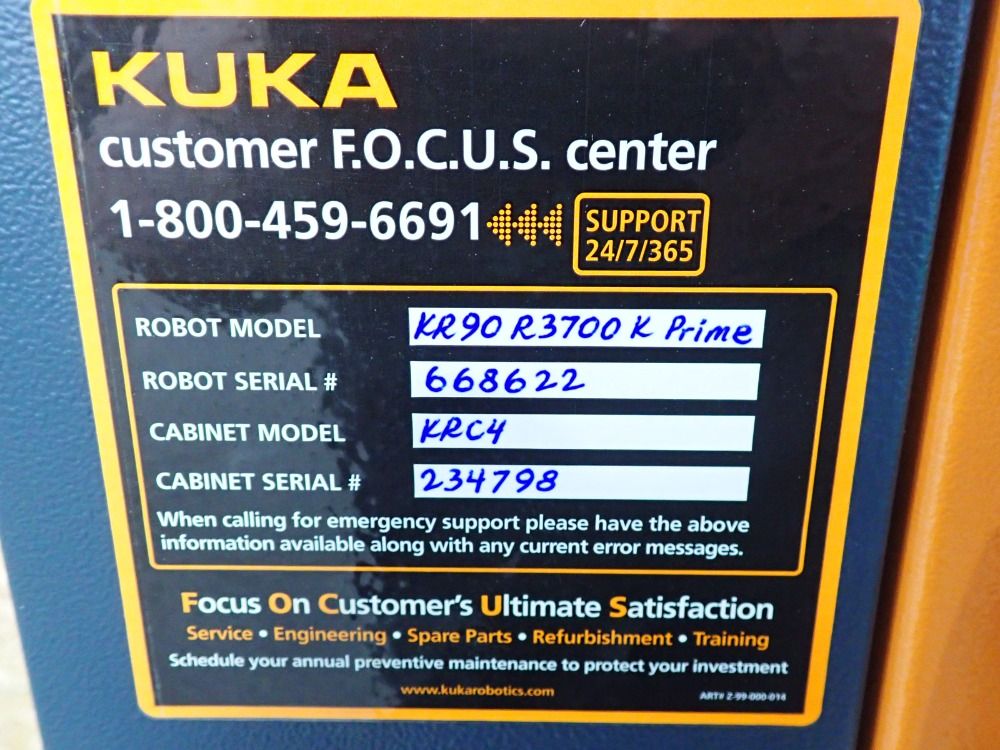 KUKA
customer F.O.C.U.S. center
1-800-459-6691
SUPPORT
24/7/365
ROBOT MODEL KR90 R3700 K Prime
ROBOT SERIAL # 668622
CABINET MODEL KRC4
CABINET SERIAL # 234798
When calling for emergency support please have the above
information available along with any current error messages.
Focus On Customer's Ultimate Satisfaction
Service • Engineering • Spare Parts • Refurbishment • Training
Schedule your annual preventive maintenance to protect your investment
www.kukarobotics.com
ART# Z-99-000-014